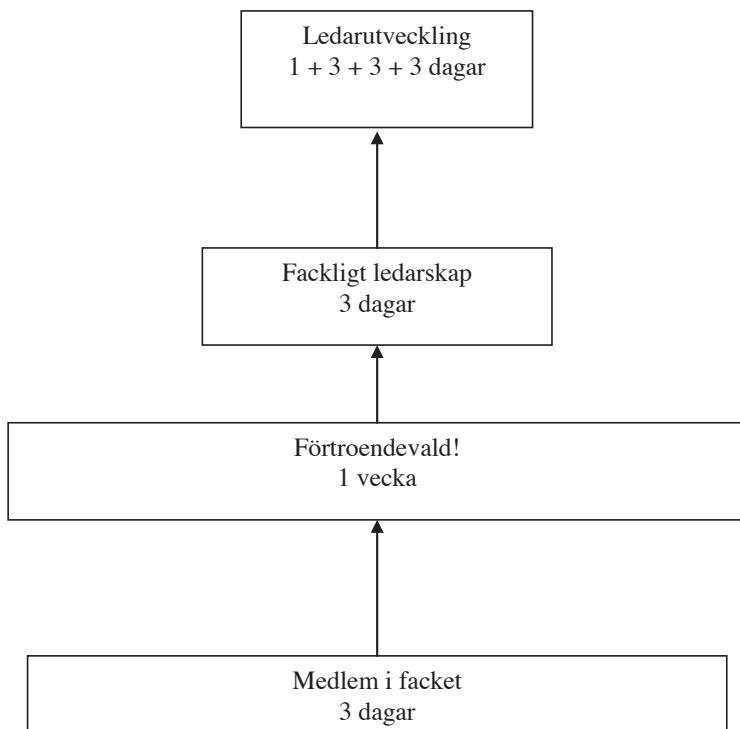 Ledarutveckling
1 + 3 + 3 + 3 dagar
Fackligt ledarskap
3 dagar
Förtroendevald!
1 vecka
Medlem i facket
3 dagar